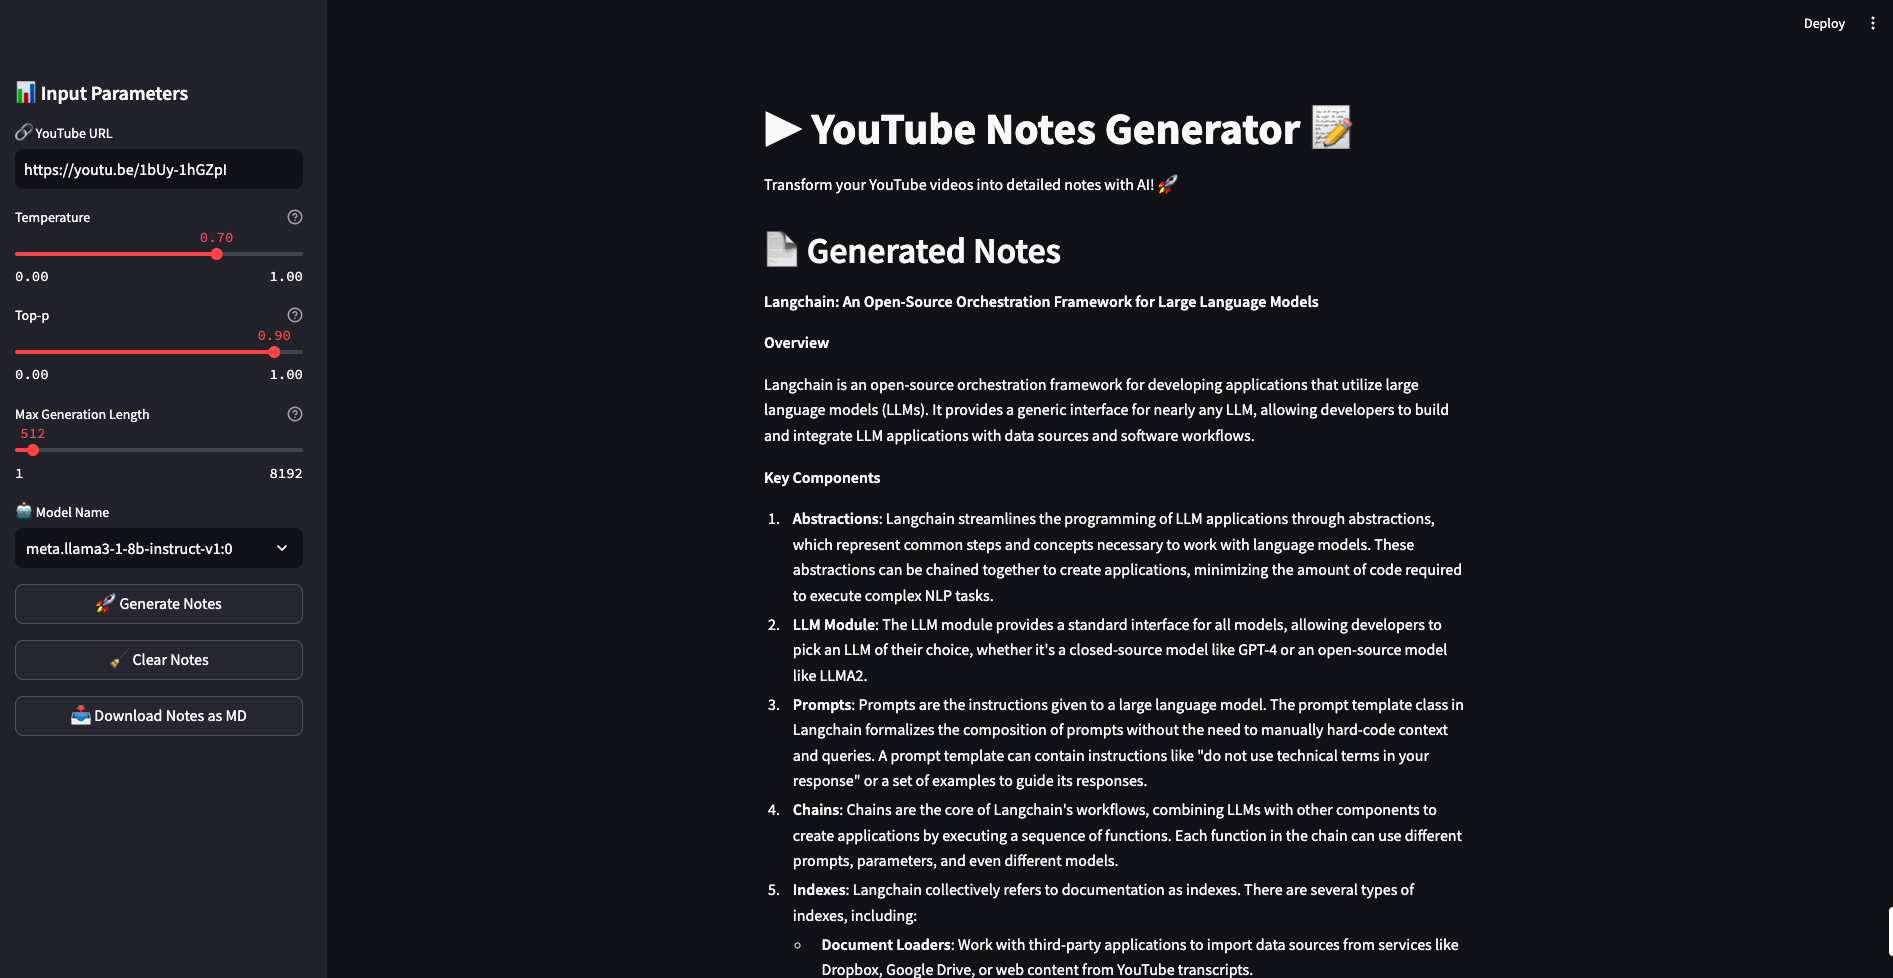 Deploy
Input Parameters
YouTube URL
https://youtu.be/1bUy-1hGZpI
Temperature
0.70
0.00 1.00
Top-p
0.90
0.00 1.00
Max Generation Length
512
1 8192
Model Name
meta.llama3-1-8b-instruct-v1:0
Generate Notes
Clear Notes
Download Notes as MD
YouTube Notes Generator
Transform your YouTube videos into detailed notes with AI!
Generated Notes
Langchain: An Open-Source Orchestration Framework for Large Language Models
Overview
Langchain is an open-source orchestration framework for developing applications that utilize large
language models (LLMs). It provides a generic interface for nearly any LLM, allowing developers to build
and integrate LLM applications with data sources and software workflows.
Key Components
1. Abstractions: Langchain streamlines the programming of LLM applications through abstractions,
which represent common steps and concepts necessary to work with language models. These
abstractions can be chained together to create applications, minimizing the amount of code required
to execute complex NLP tasks.
2. LLM Module: The LLM module provides a standard interface for all models, allowing developers to
pick an LLM of their choice, whether it's a closed-source model like GPT-4 or an open-source model
like LLMA2.
3. Prompts: Prompts are the instructions given to a large language model. The prompt template class in
Langchain formalizes the composition of prompts without the need to manually hard-code context
and queries. A prompt template can contain instructions like "do not use technical terms in your
response" or a set of examples to guide its responses.
4. Chains: Chains are the core of Langchain's workflows, combining LLMs with other components to
create applications by executing a sequence of functions. Each function in the chain can use different
prompts, parameters, and even different models.
5. Indexes: Langchain collectively refers to documentation as indexes. There are several types of
indexes, including:
Document Loaders: Work with third-party applications to import data sources from services like
Dropbox, Google Drive, or web content from YouTube transcripts.